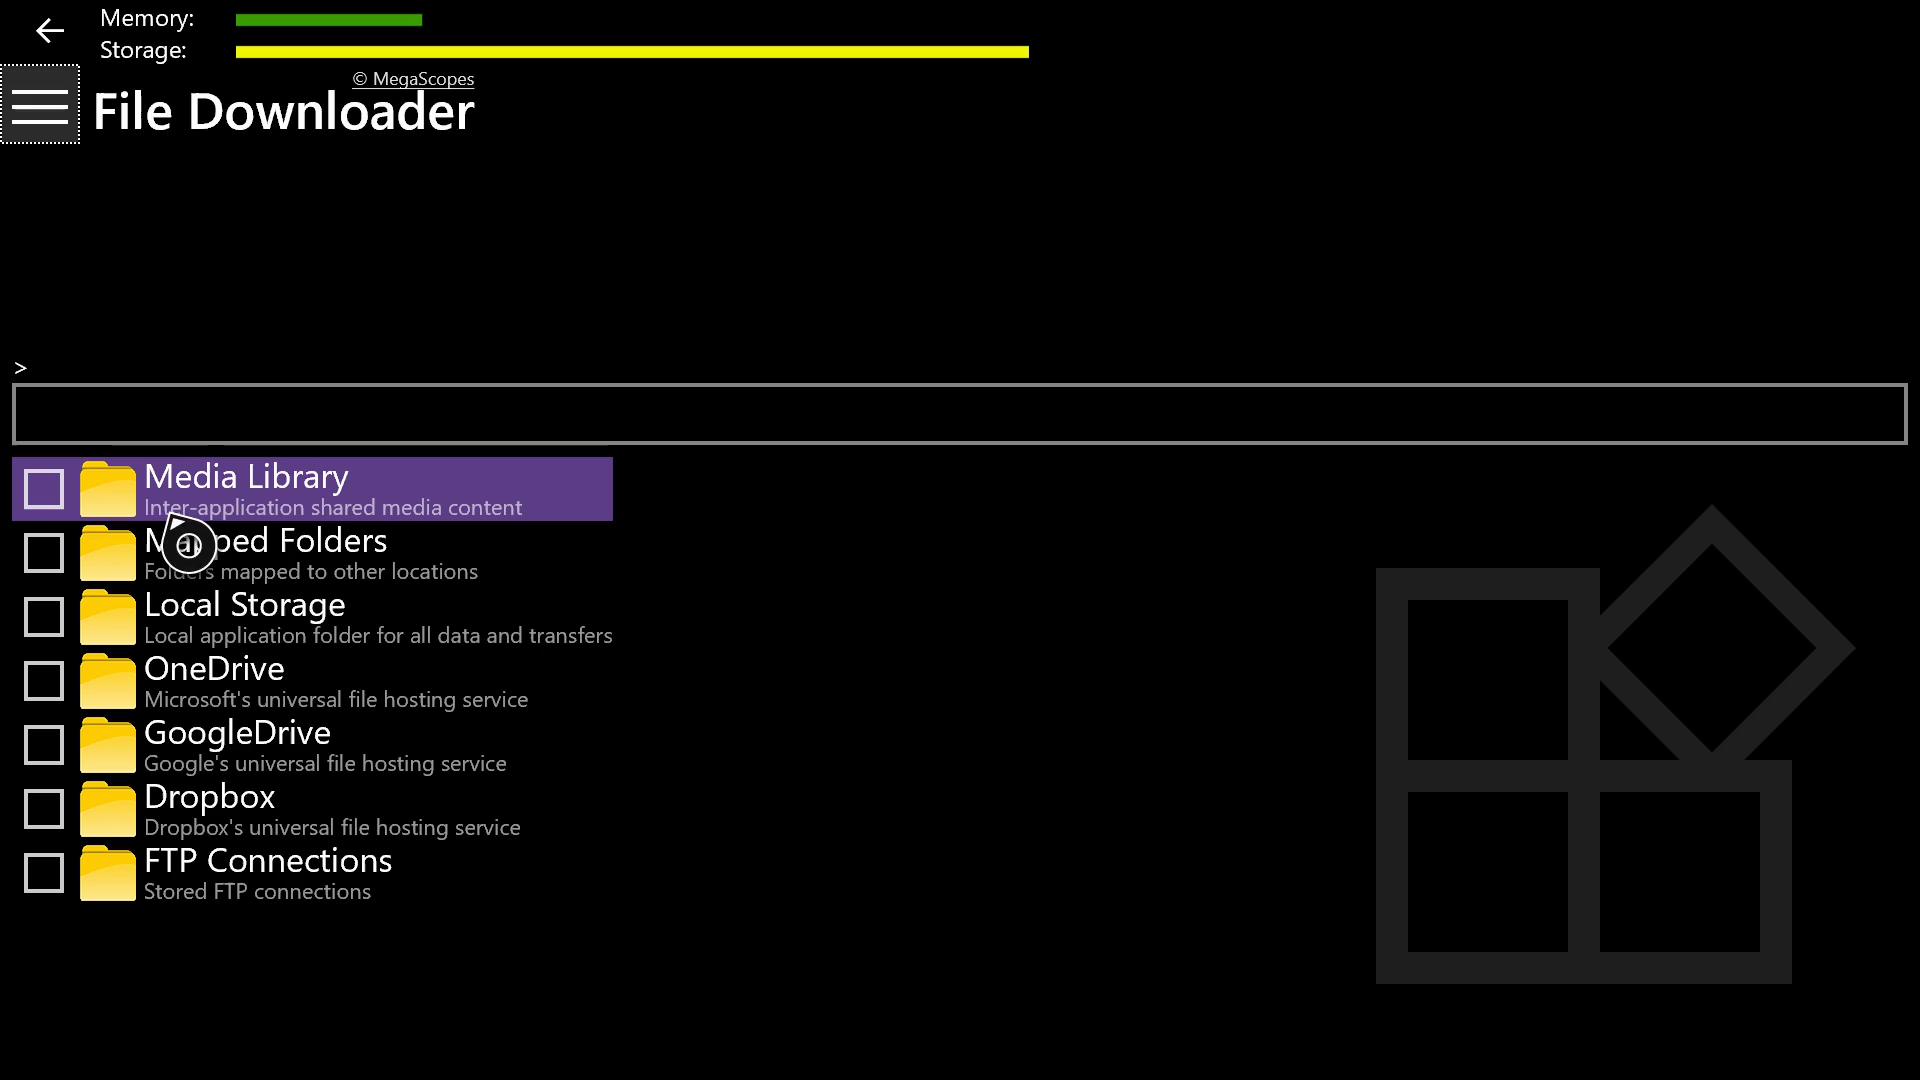 Memory:
Storage:
© MegaScopes
File Downloader
>
Media Library
Inter-application shared media content
Mapped Folders
Folders mapped to other locations
Local Storage
Local application folder for all data and transfers
OneDrive
Microsoft's universal file hosting service
GoogleDrive
Google's universal file hosting service
Dropbox
Dropbox's universal file hosting service
FTP Connections
Stored FTP connections